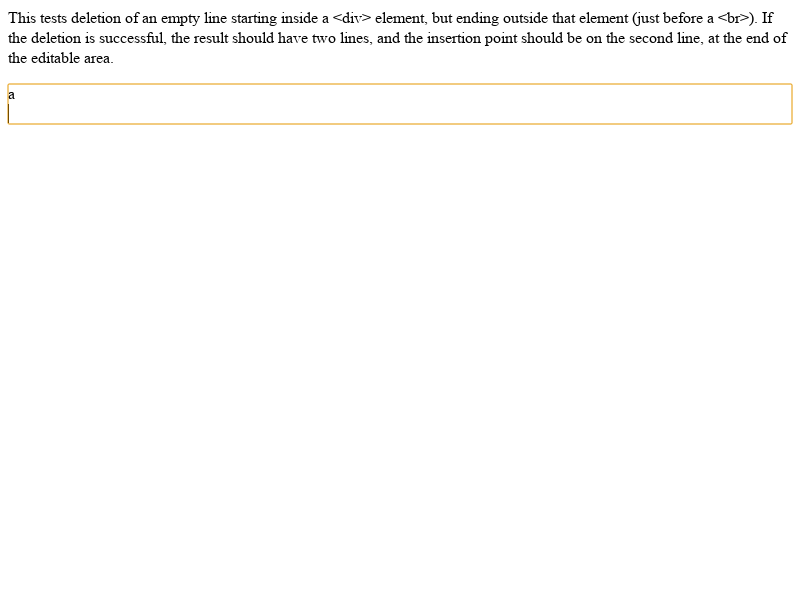 This tests deletion of an empty line starting inside a <div> element, but ending outside that element (just before a <br>). If
the deletion is successful, the result should have two lines, and the insertion point should be on the second line, at the end of
the editable area.
a